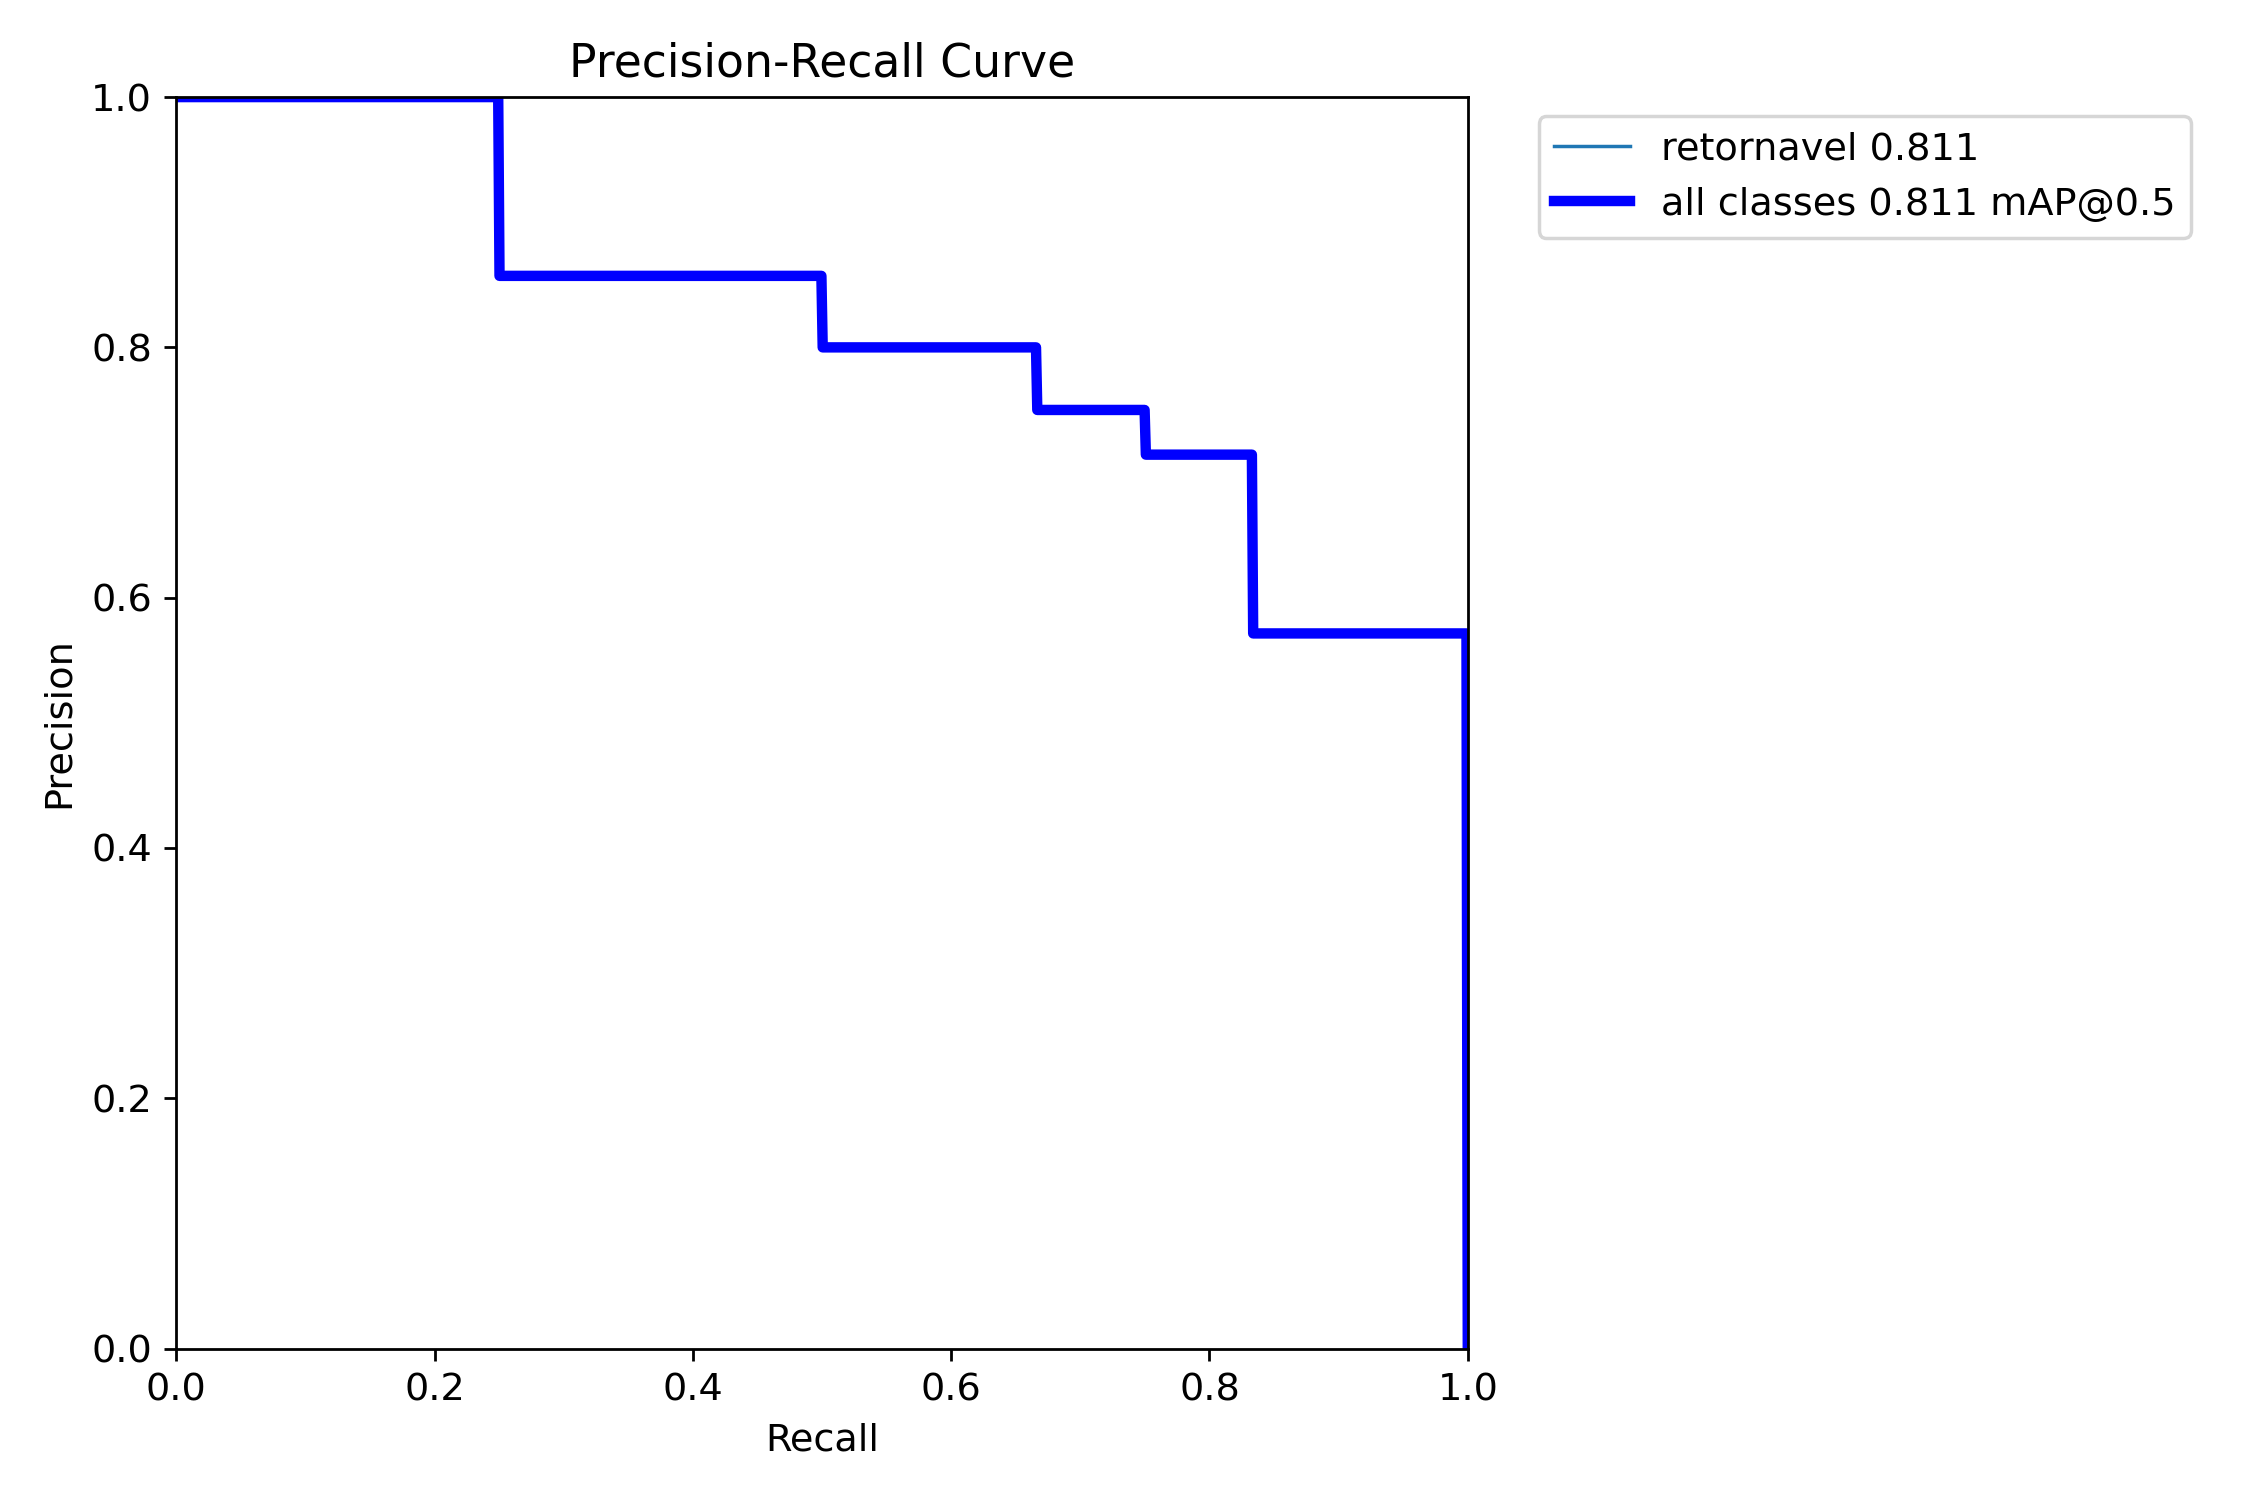 Precision-Recall Curve
retornavel 0.811
all classes 0.811 mAP@0.5
Precision
1.0
0.8
0.6
0.4
0.2
0.0
0.0 0.2 0.4 0.6 0.8 1.0
Recall